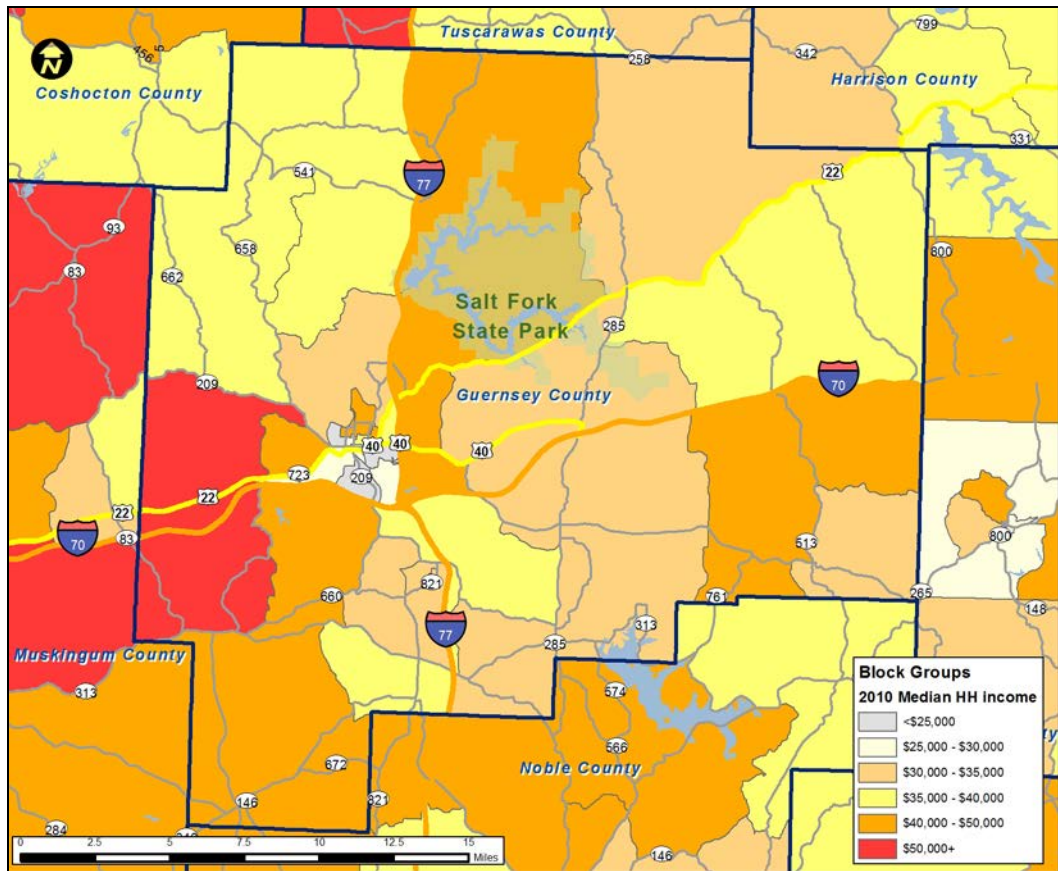 Tuscarawas County
799
456
5
258
342
N
Coshocton County
Harrison County
331
541
77
22
93
658
800
83
662
Salt Fork
State Park
285
209
70
Guernsey County
40
40
40
723
209
22
22
70
83
800
513
821
660
265
761
148
77
313
285
Muskingum County
313
574
Block Groups
2010 Median HH income
<$25,000
$25,000 - $30,000
$30,000 - $35,000
$35,000 - $40,000
$40,000 - $50,000
$50,000+
566
Noble County
672
146
821
284
146
0 2.5 5 7.5 10 12.5 15
Miles